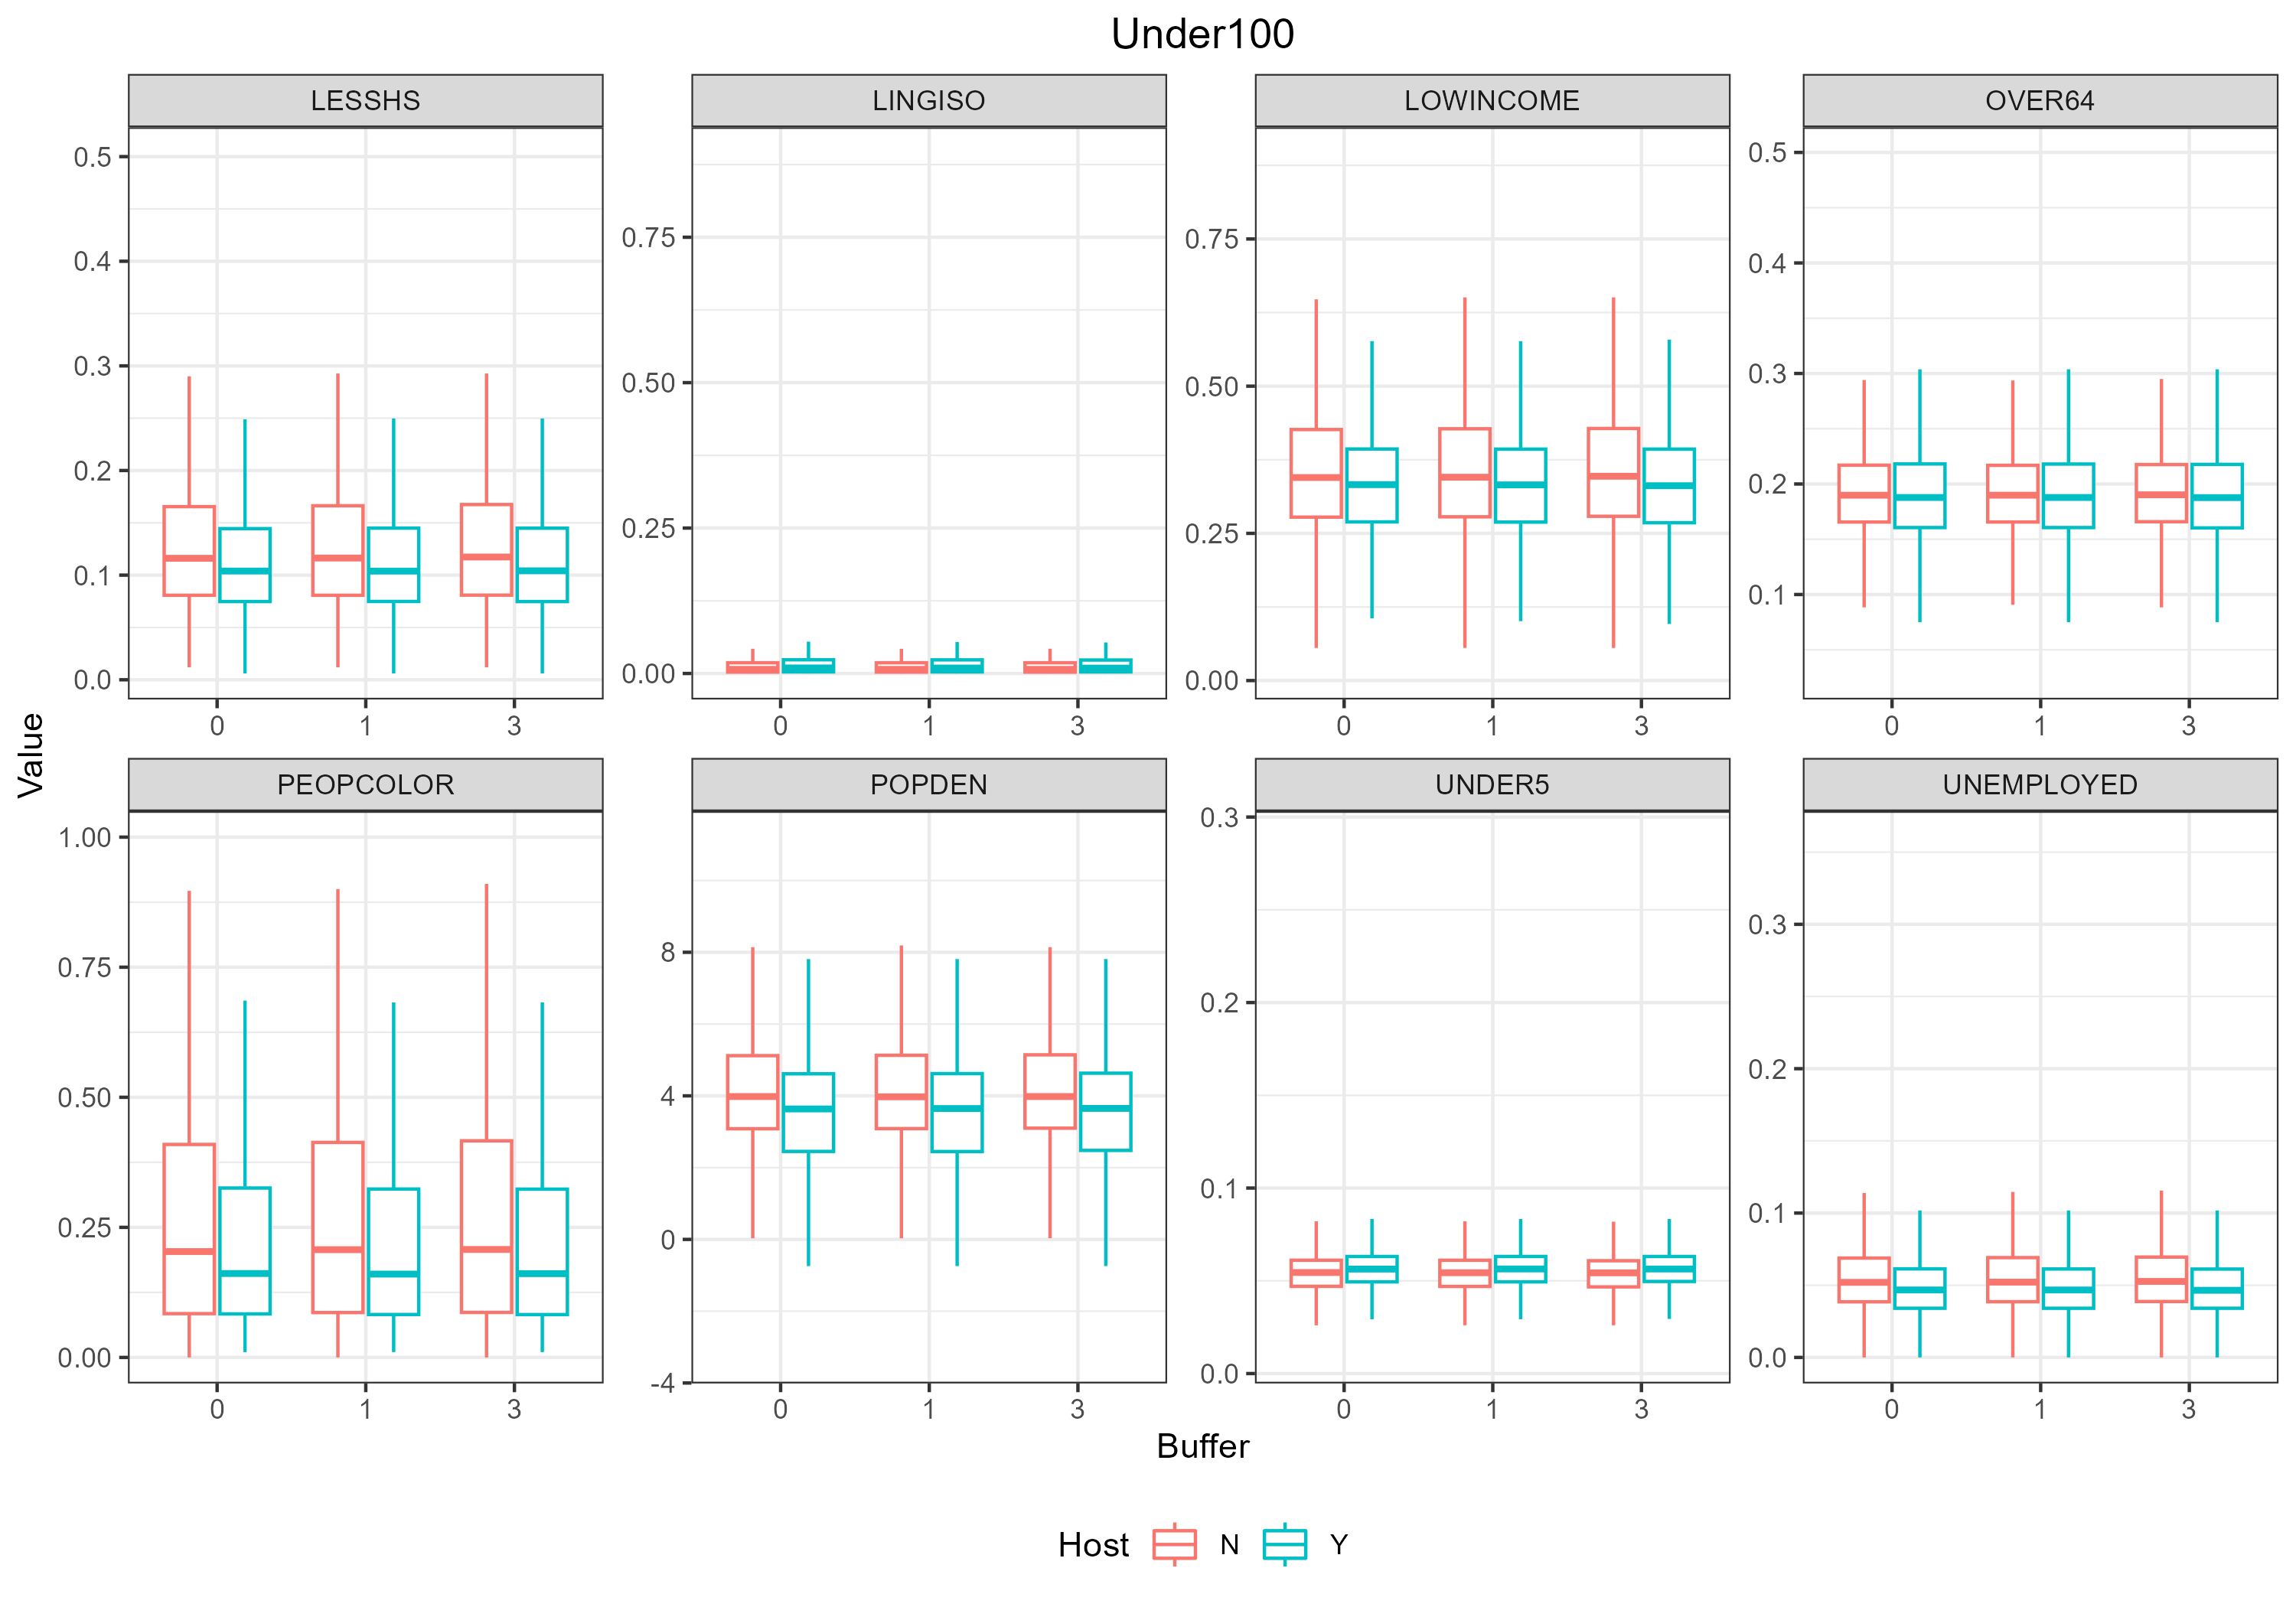 Under100
LESSHS LINGISO LOWINCOME OVER64
0.5 0.4 0.3 0.2 0.1 0.0
0.75 0.50 0.25 0.00
0.75 0.50 0.25 0.00
0.5 0.4 0.3 0.2 0.1
0 1 3 0 1 3 0 1 3 0 1 3
Value
PEOPCOLOR POPDEN UNDER5 UNEMPLOYED
1.00 0.75 0.50 0.25 0.00
8 4 0 -4
0.3 0.2 0.1 0.0
0.3 0.2 0.1 0.0
0 1 3 0 1 3 0 1 3 0 1 3
Buffer
Host N Y